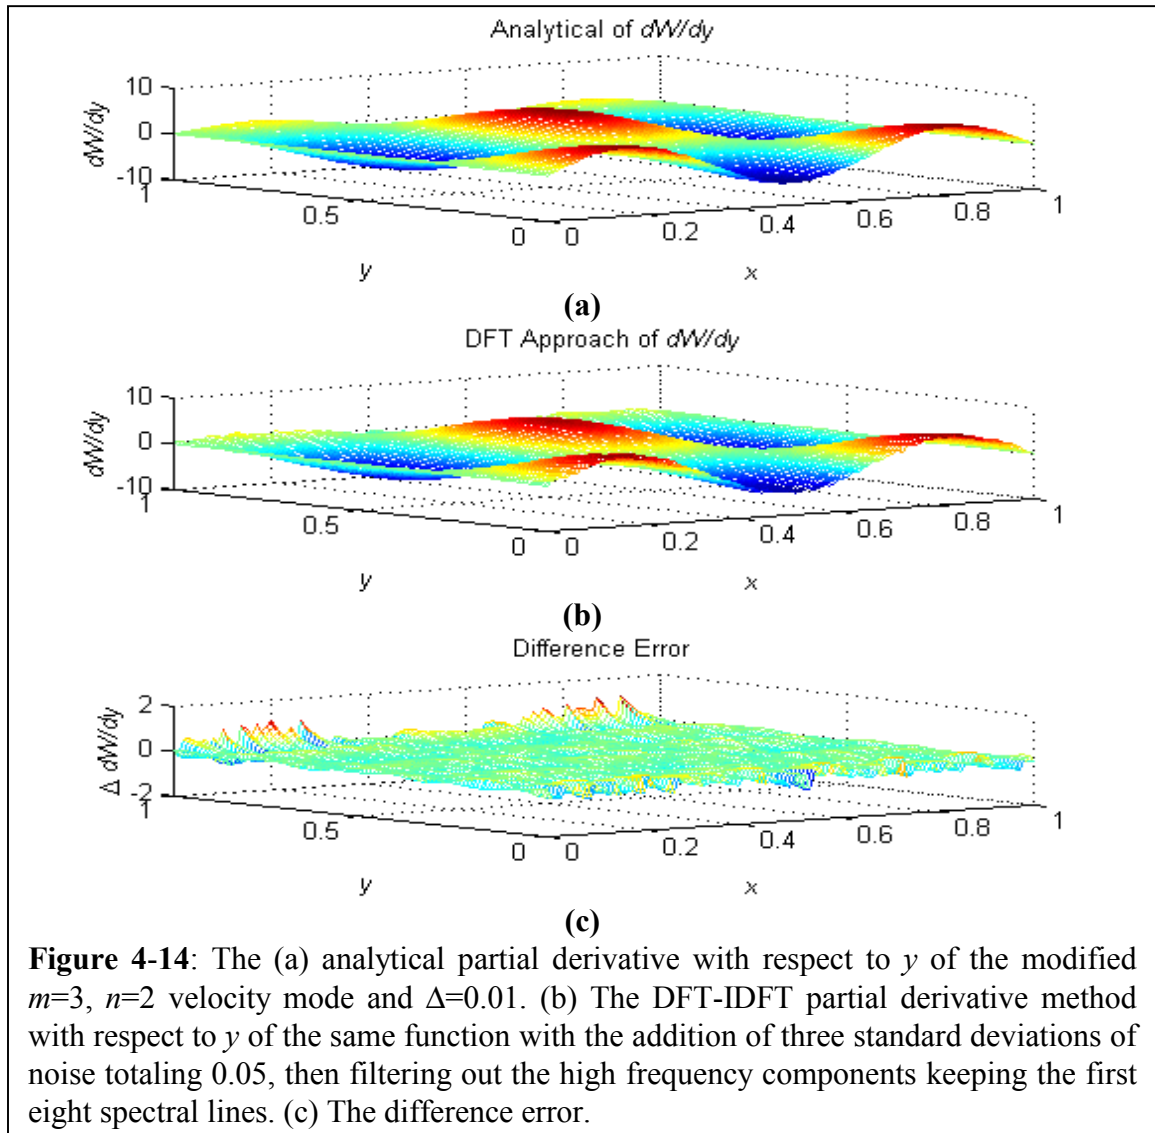 Analytical of dW/dy
10
0
-10
dW/dy
1
0.5
0
0
0.2
0.4
0.6
0.8
1
y
x
(a)
DFT Approach of dW/dy
10
0
-10
dW/dy
1
0.5
0
0
0.2
0.4
0.6
0.8
1
y
x
(b)
Difference Error
2
0
-2
Δ dW/dy
1
0.5
0
0
0.2
0.4
0.6
0.8
1
y
x
(c)
Figure 4-14: The (a) analytical partial derivative with respect to y of the modified
m=3, n=2 velocity mode and Δ=0.01. (b) The DFT-IDFT partial derivative method
with respect to y of the same function with the addition of three standard deviations of
noise totaling 0.05, then filtering out the high frequency components keeping the first
eight spectral lines. (c) The difference error.